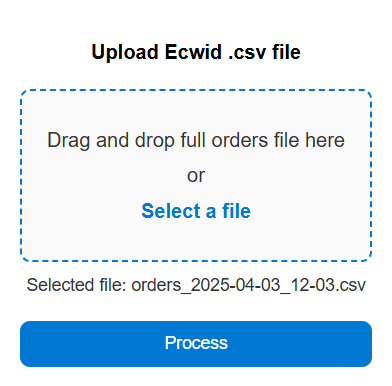 Upload Ecwid .csv file
Drag and drop full orders file here
or
Select a file
Selected file: orders_2025-04-03_12-03.csv
Process